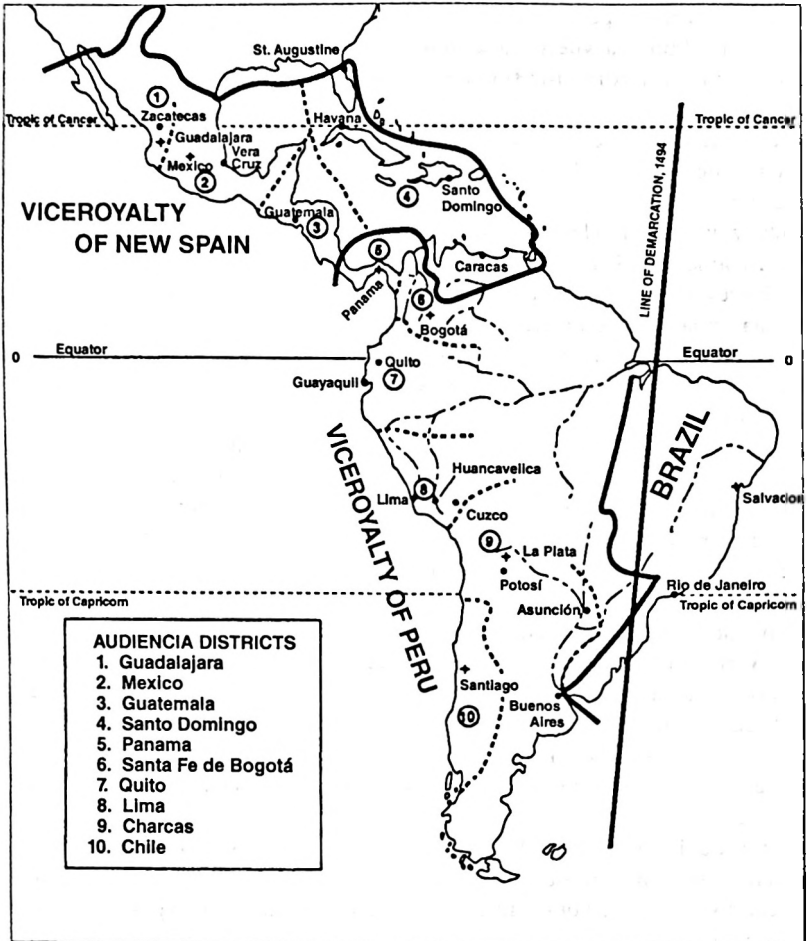 St. Augustine
1
Zacatecas
Tropic of Cancer
Havana
Tropic of Cancer
Guadalajara
Vera
Cruz
Mexico
2
4
Santo
Domingo
VICEROYALTY
OF NEW SPAIN
Guatemala
3
5
Caracas
LINE OF DEMARCATION, 1494
Panama
6
Bogotá
0
Equator
Equator
0
Quito
7
Guayaquil
VICEROYALTY OF PERU
BRAZIL
Huancavelica
8
Lima
Cuzco
Salvador
9
La Plata
Potosí
Rio de Janeiro
Tropic of Capricorn
Asunción
Tropic of Capricorn
Santiago
10
Buenos
Aires
AUDIENCIA DISTRICTS
1. Guadalajara
2. Mexico
3. Guatemala
4. Santo Domingo
5. Panama
6. Santa Fe de Bogotá
7. Quito
8. Lima
9. Charcas
10. Chile